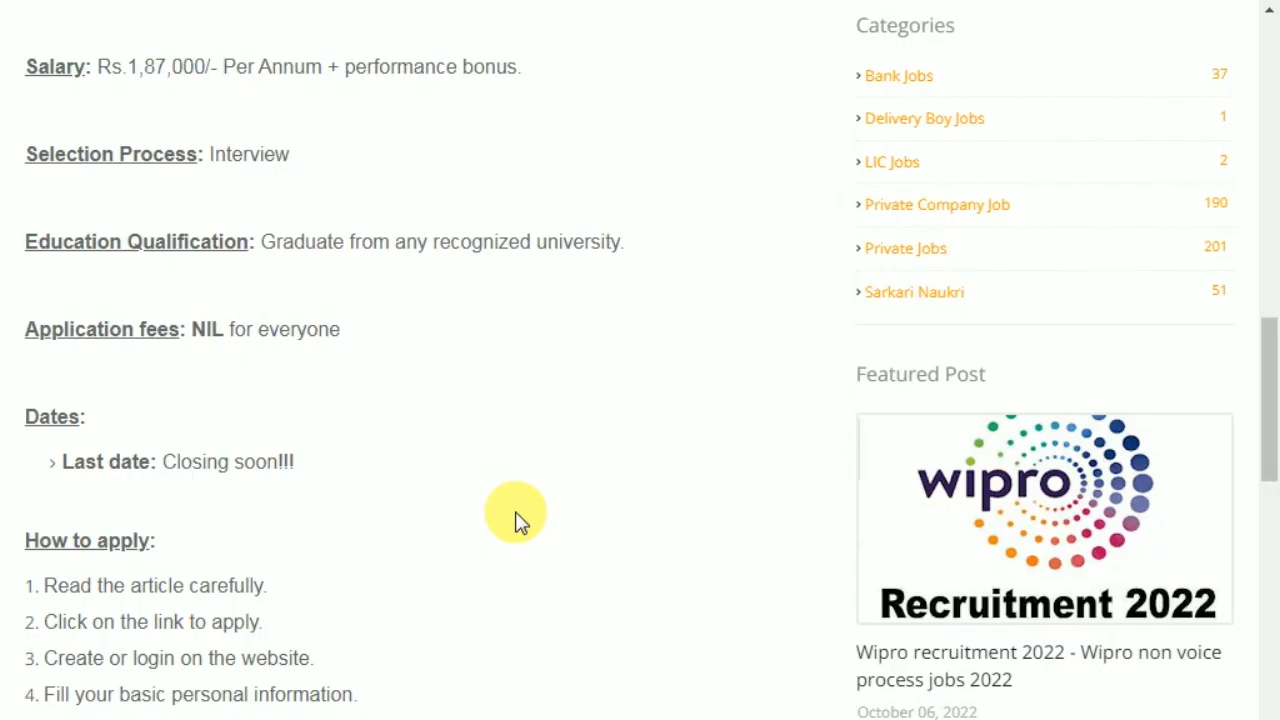 Salary: Rs.1,87,000/- Per Annum + performance bonus.
Selection Process: Interview
Education Qualification: Graduate from any recognized university.
Application fees: NIL for everyone
Dates:
› Last date: Closing soon!!!
How to apply:
1. Read the article carefully.
2. Click on the link to apply.
3. Create or login on the website.
4. Fill your basic personal information.
Categories
› Bank Jobs 37
› Delivery Boy Jobs 1
› LIC Jobs 2
› Private Company Job 190
› Private Jobs 201
› Sarkari Naukri 51
Featured Post
wipro
Recruitment 2022
Wipro recruitment 2022 - Wipro non voice
process jobs 2022
October 06, 2022